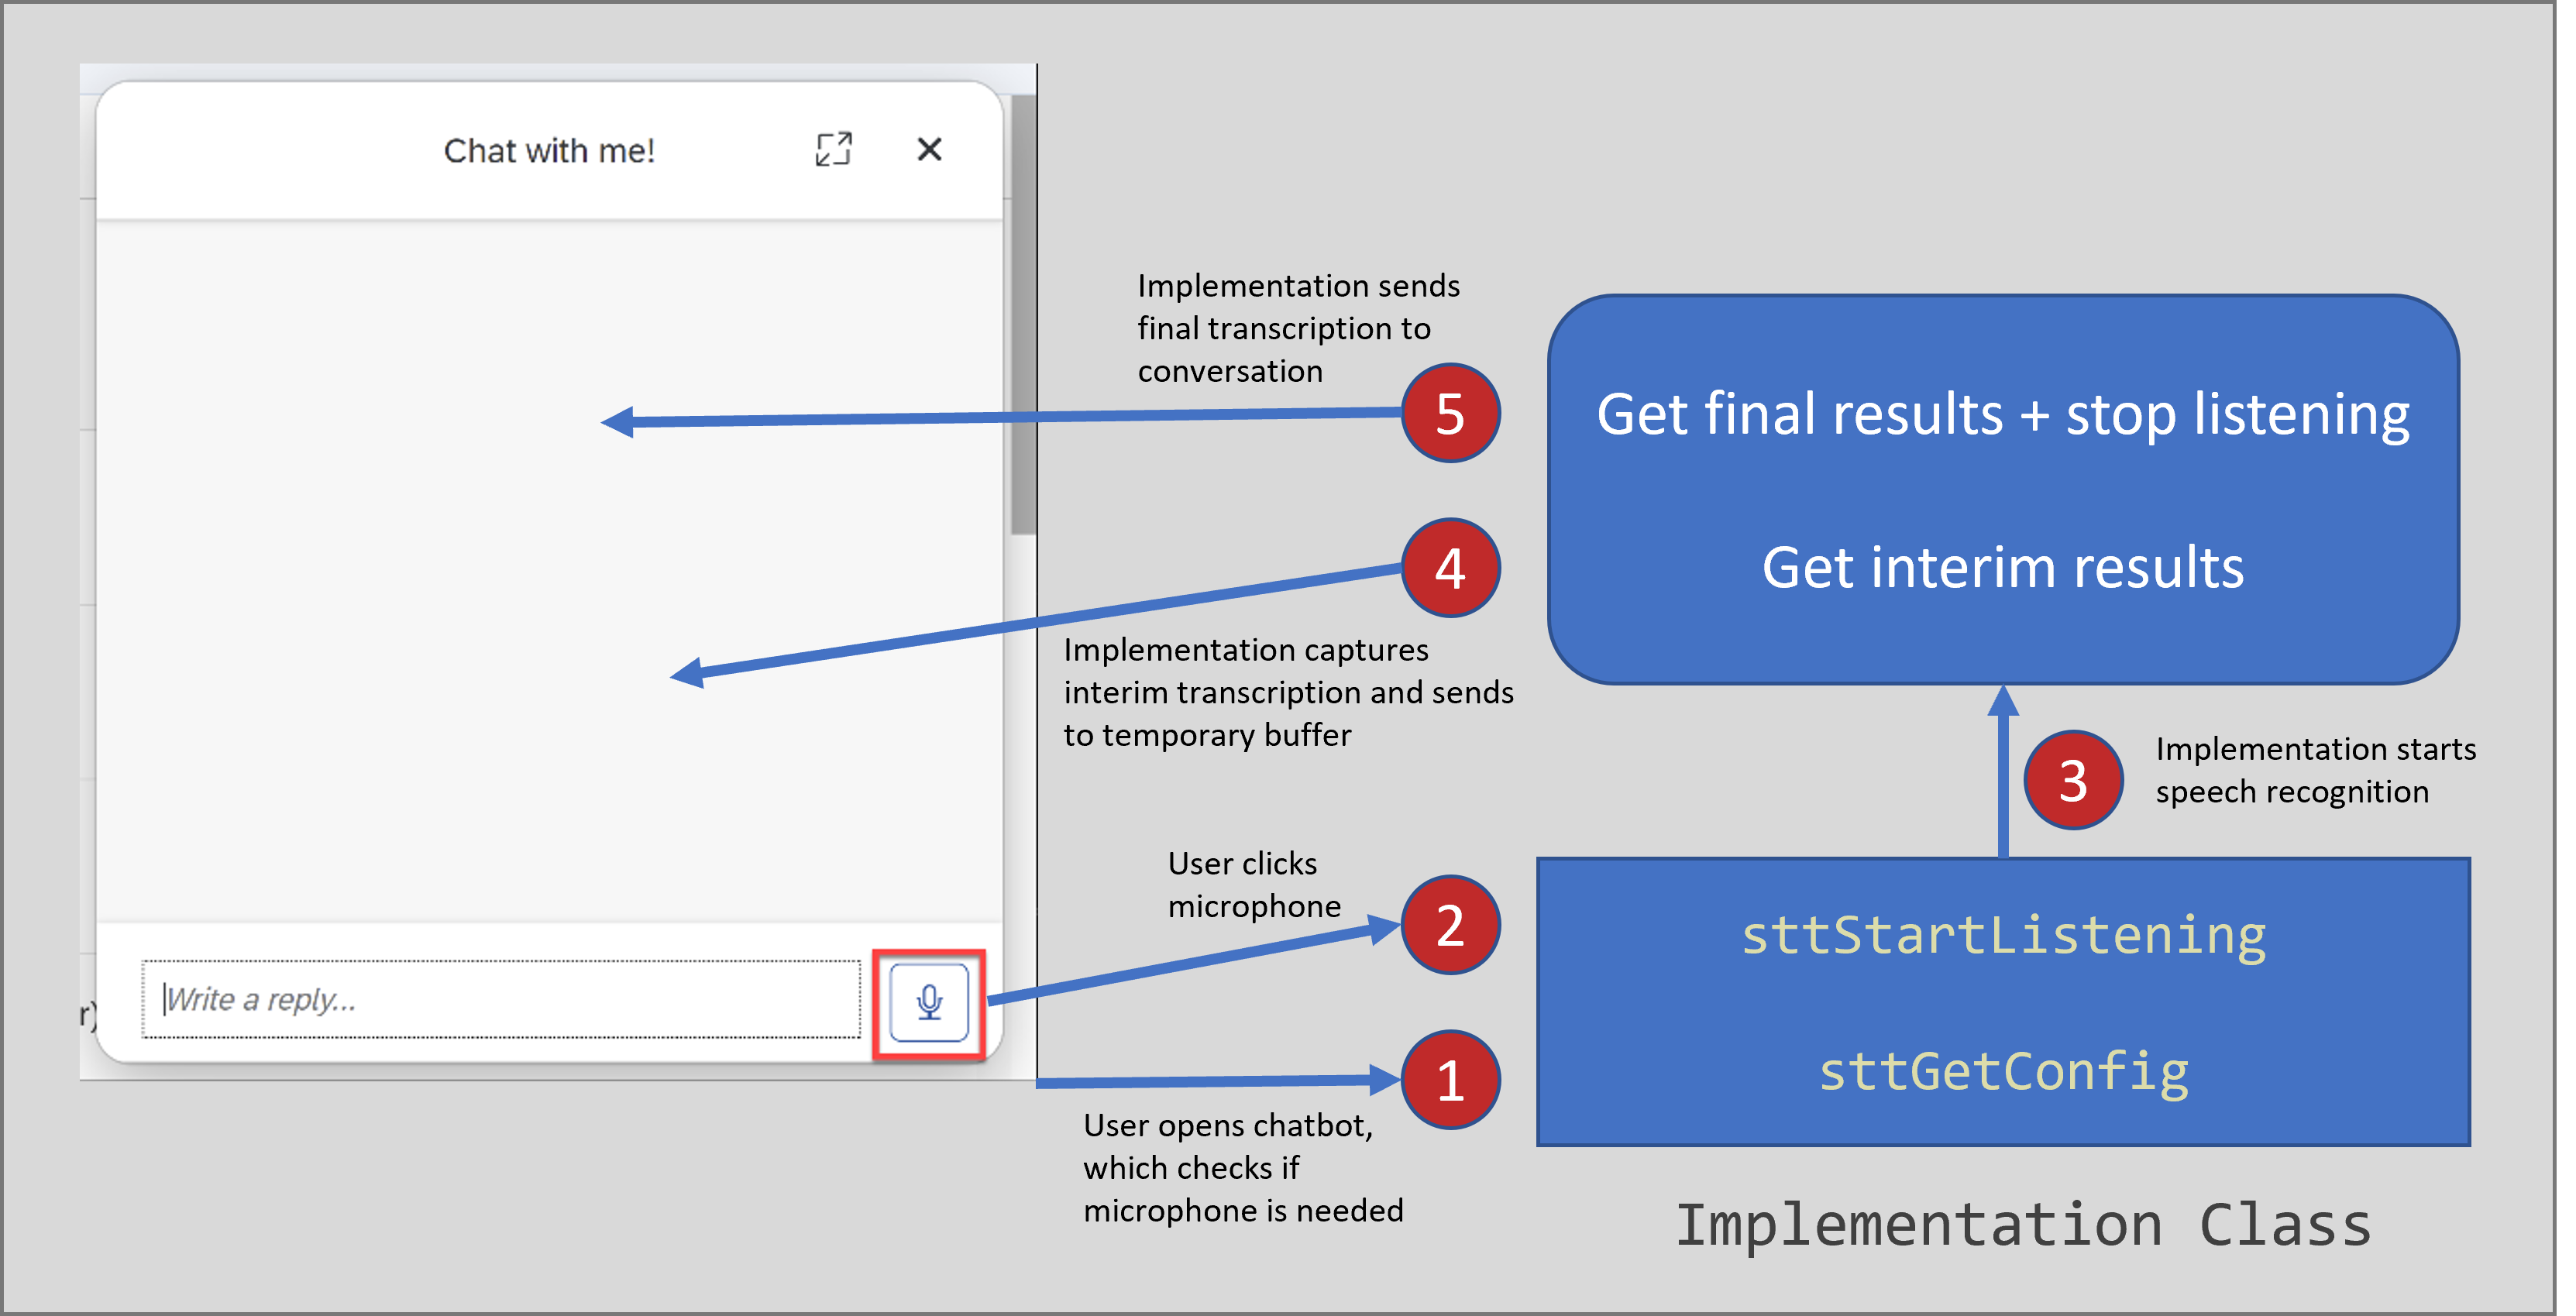 Chat with me!
Implementation sends
final transcription to
conversation
5
Get final results + stop listening
4
Get interim results
Implementation captures
interim transcription and sends
to temporary buffer
3
Implementation starts
speech recognition
User clicks
microphone
2
sttStartListening
r)
Write a reply...
1
sttGetConfig
User opens chatbot,
which checks if
microphone is needed
Implementation Class